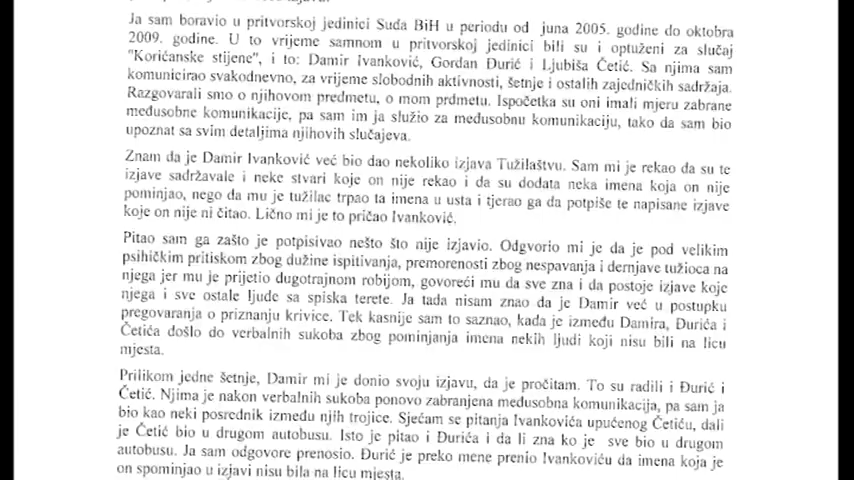 Ja sam boravio u pritvorskoj jedinici Suda BiH u periodu od juna 2005. godine do oktobra
2009. godine. U to vrijeme samnom u pritvorskoj jedinici bili su i optuženi za slučaj
"Korićanske stijene", i to: Damir Ivanković, Gordan Đurić i Ljubiša Četić. Sa njima sam
komunicirao svakodnevno, za vrijeme slobodnih aktivnosti, šetnje i ostalih zajedničkih sadržaja.
Razgovarali smo o njihovom predmetu, o mom prdmetu. Ispočetka su oni imali mjeru zabrane
međusobne komunikacije, pa sam im ja služio za međusobnu komunikaciju, tako da sam bio
upoznat sa svim detaljima njihovih slučajeva.
Znam da je Damir Ivanković već bio dao nekoliko izjava Tužilaštvu. Sam mi je rekao da su te
izjave sadržavale i neke stvari koje on nije rekao i da su dodata neka imena koja on nije
pominjao, nego da mu je tužilac trpao ta imena u usta i tjerao ga da potpiše te napisane izjave
koje on nije ni čitao. Lično mi je to pričao Ivanković.
Pitao sam ga zašto je potpisivao nešto što nije izjavio. Odgvorio mi je da je pod velikim
psihičkim pritiskom zbog dužine ispitivanja, premorenosti zbog nespavanja i dernjave tužioca na
njega jer mu je prijetio dugotrajnom robijom, govoreći mu da sve zna i da postoje izjave koje
njega i sve ostale ljude sa spiska terete. Ja tada nisam znao da je Damir već u postupku
pregovaranja o priznanju krivice. Tek kasnije sam to saznao, kada je između Damira, Đurića i
Četića došlo do verbalnih sukoba zbog pominjanja imena nekih ljudi koji nisu bili na licu
mjesta.
Prilikom jedne šetnje, Damir mi je donio svoju izjavu, da je pročitam. To su radili i Đurić i
Četić. Njima je nakon verbalnih sukoba ponovo zabranjena međusobna komunikacija, pa sam ja
bio kao neki posrednik između njih trojice. Sjećam se pitanja Ivankovića upućenog Četiću, dali
je Četić bio u drugom autobusu. Isto je pitao i Đurića i da li zna ko je sve bio u drugom
autobusu. Ja sam odgovore prenosio. Đurić je preko mene prenio Ivankoviću da imena koja je
on spominjao u izjavi nisu bila na licu mjesta.